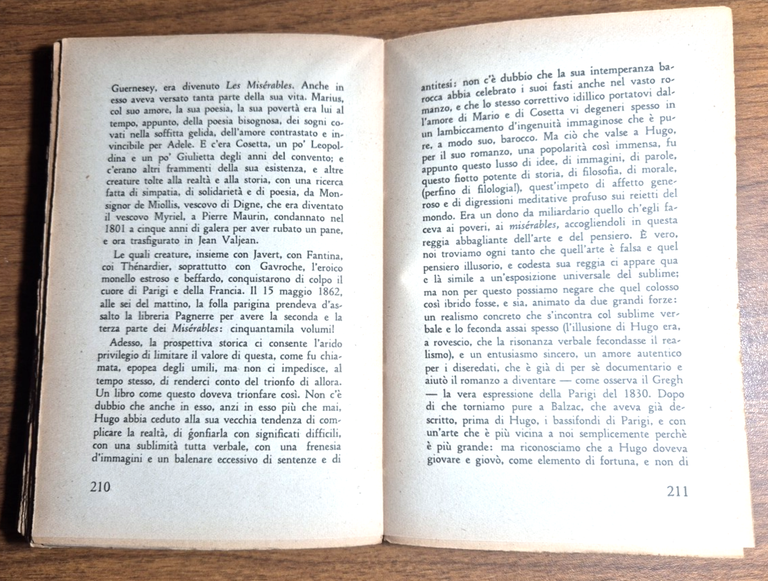 Guernesey, era divenuto Les Misérables. Anche in
esso aveva versato tanta parte della sua vita. Marius,
col suo amore, la sua poesia, la sua povertà era lui al
tempo, appunto, della poesia bisognosa, dei sogni co-
vati nella soffitta gelida, dell'amore contrastato e in-
vincibile per Adele. E c'era Cosetta, un po' Leopol-
dina e un po' Giulietta degli anni del convento; e
c'erano altri frammenti della sua esistenza, e altre
creature tolte alla realtà e alla storia, con una ricerca
fatta di simpatia, di solidarietà e di poesia, da Mon-
signor de Miollis, vescovo di Digne, che era diventato
il vescovo Myriel, a Pierre Maurin, condannato nel
1801 a cinque anni di galera per aver rubato un pane,
e ora trasfigurato in Jean Valjean.
Le quali creature, insieme con Javert, con Fantina,
coi Thénardier, soprattutto con Gavroche, l'eroico
monello estroso e beffardo, conquistarono di colpo il
cuore di Parigi e della Francia. Il 15 maggio 1862,
alle sei del mattino, la folla parigina prendeva d'as-
salto la libreria Pagnerre per avere la seconda e la
terza parte dei Misérables: cinquantamila volumi!
Adesso, la prospettiva storica ci consente l'arido
privilegio di limitare il valore di questa, come fu chia-
mata, epopea degli umili, ma non ci impedisce, al
tempo stesso, di renderci conto del trionfo di allora.
Un libro come questo doveva trionfare così. Non c'è
dubbio che anche in esso, anzi in esso più che mai,
Hugo abbia ceduto alla sua vecchia tendenza di com-
plicare la realtà, di gonfiarla con significati difficili,
con una sublimità tutta verbale, con una frenesia
d'immagini e un balenare eccessivo di sentenze e di
210
antitesi: non c'è dubbio che la sua intemperanza ba-
rocca abbia celebrato i suoi fasti anche nel vasto ro-
manzo, e che lo stesso correttivo idillico portatovi dal-
l'amore di Mario e di Cosetta vi degeneri spesso in
un lambiccamento d'ingenuità immaginose che è pu-
re, a modo suo, barocco. Ma ciò che valse a Hugo,
per il suo romanzo, una popolarità così immensa, fu
appunto questo lusso di idee, di immagini, di parole,
questo fiotto potente di storia, di filosofia, di morale,
(perfino di filologia!), quest'impeto di affetto gene-
roso e di digressioni meditative profuso sui reietti del
mondo. Era un dono da miliardario quello ch'egli fa-
ceva ai poveri, ai misérables, accogliendoli in questa
reggia abbagliante dell'arte e del pensiero. È vero,
noi troviamo ogni tanto che quell'arte è falsa e quel
pensiero illusorio, e codesta sua reggia ci appare qua
e là simile a un'esposizione universale del sublime;
ma non per questo possiamo negare che quel colosso
così ibrido fosse, e sia, animato da due grandi forze:
un realismo concreto che s'incontra col sublime ver-
bale e lo feconda assai spesso (l'illusione di Hugo era,
a rovescio, che la risonanza verbale fecondasse il rea-
lismo), e un entusiasmo sincero, un amore autentico
per i diseredati, che è già di per sè documentario e
aiutò il romanzo a diventare — come osserva il Gregh
— la vera espressione della Parigi del 1830. Dopo
di che torniamo pure a Balzac, che aveva già de-
scritto, prima di Hugo, i bassifondi di Parigi, e con
un'arte che è più vicina a noi semplicemente perchè
è più grande: ma riconosciamo che a Hugo doveva
giovare e giovò, come elemento di fortuna, e non di
211